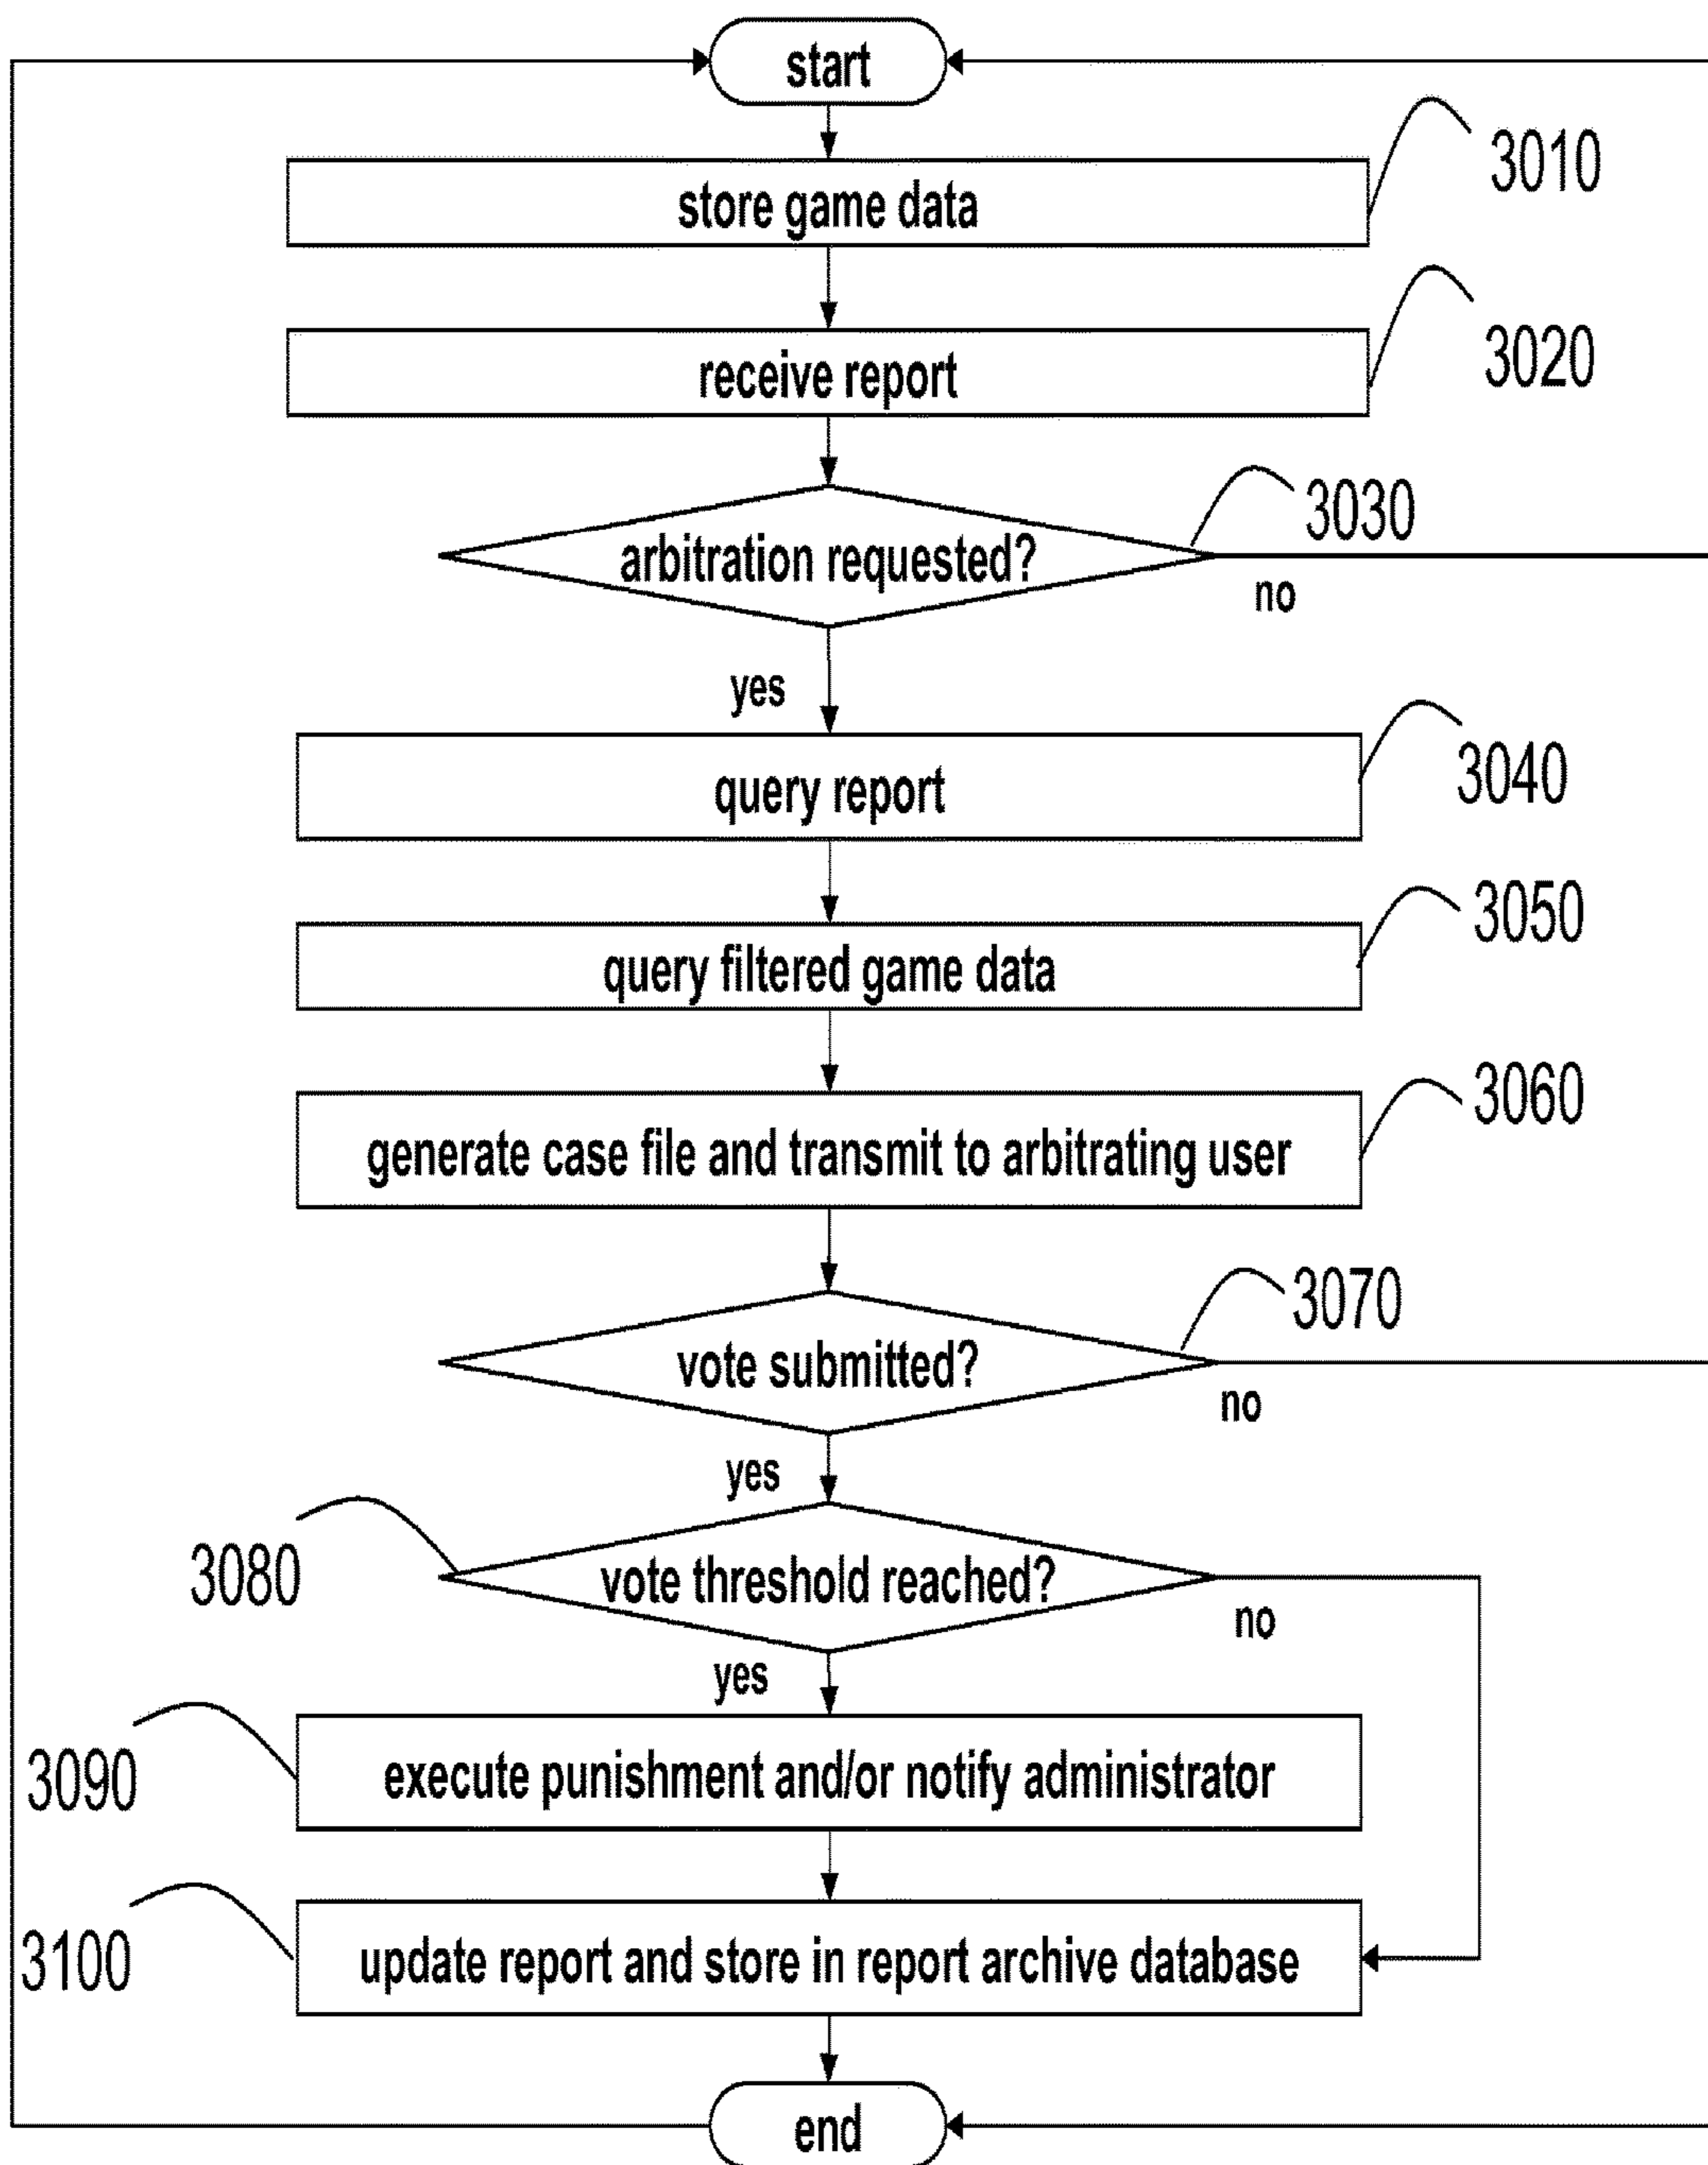 start
3010
store game data
3020
receive report
3030
arbitration requested?
no
yes
3040
query report
3050
query filtered game data
3060
generate case file and transmit to arbitrating user
3070
vote submitted?
no
yes
3080
vote threshold reached?
no
yes
3090
execute punishment and/or notify administrator
3100
update report and store in report archive database
end